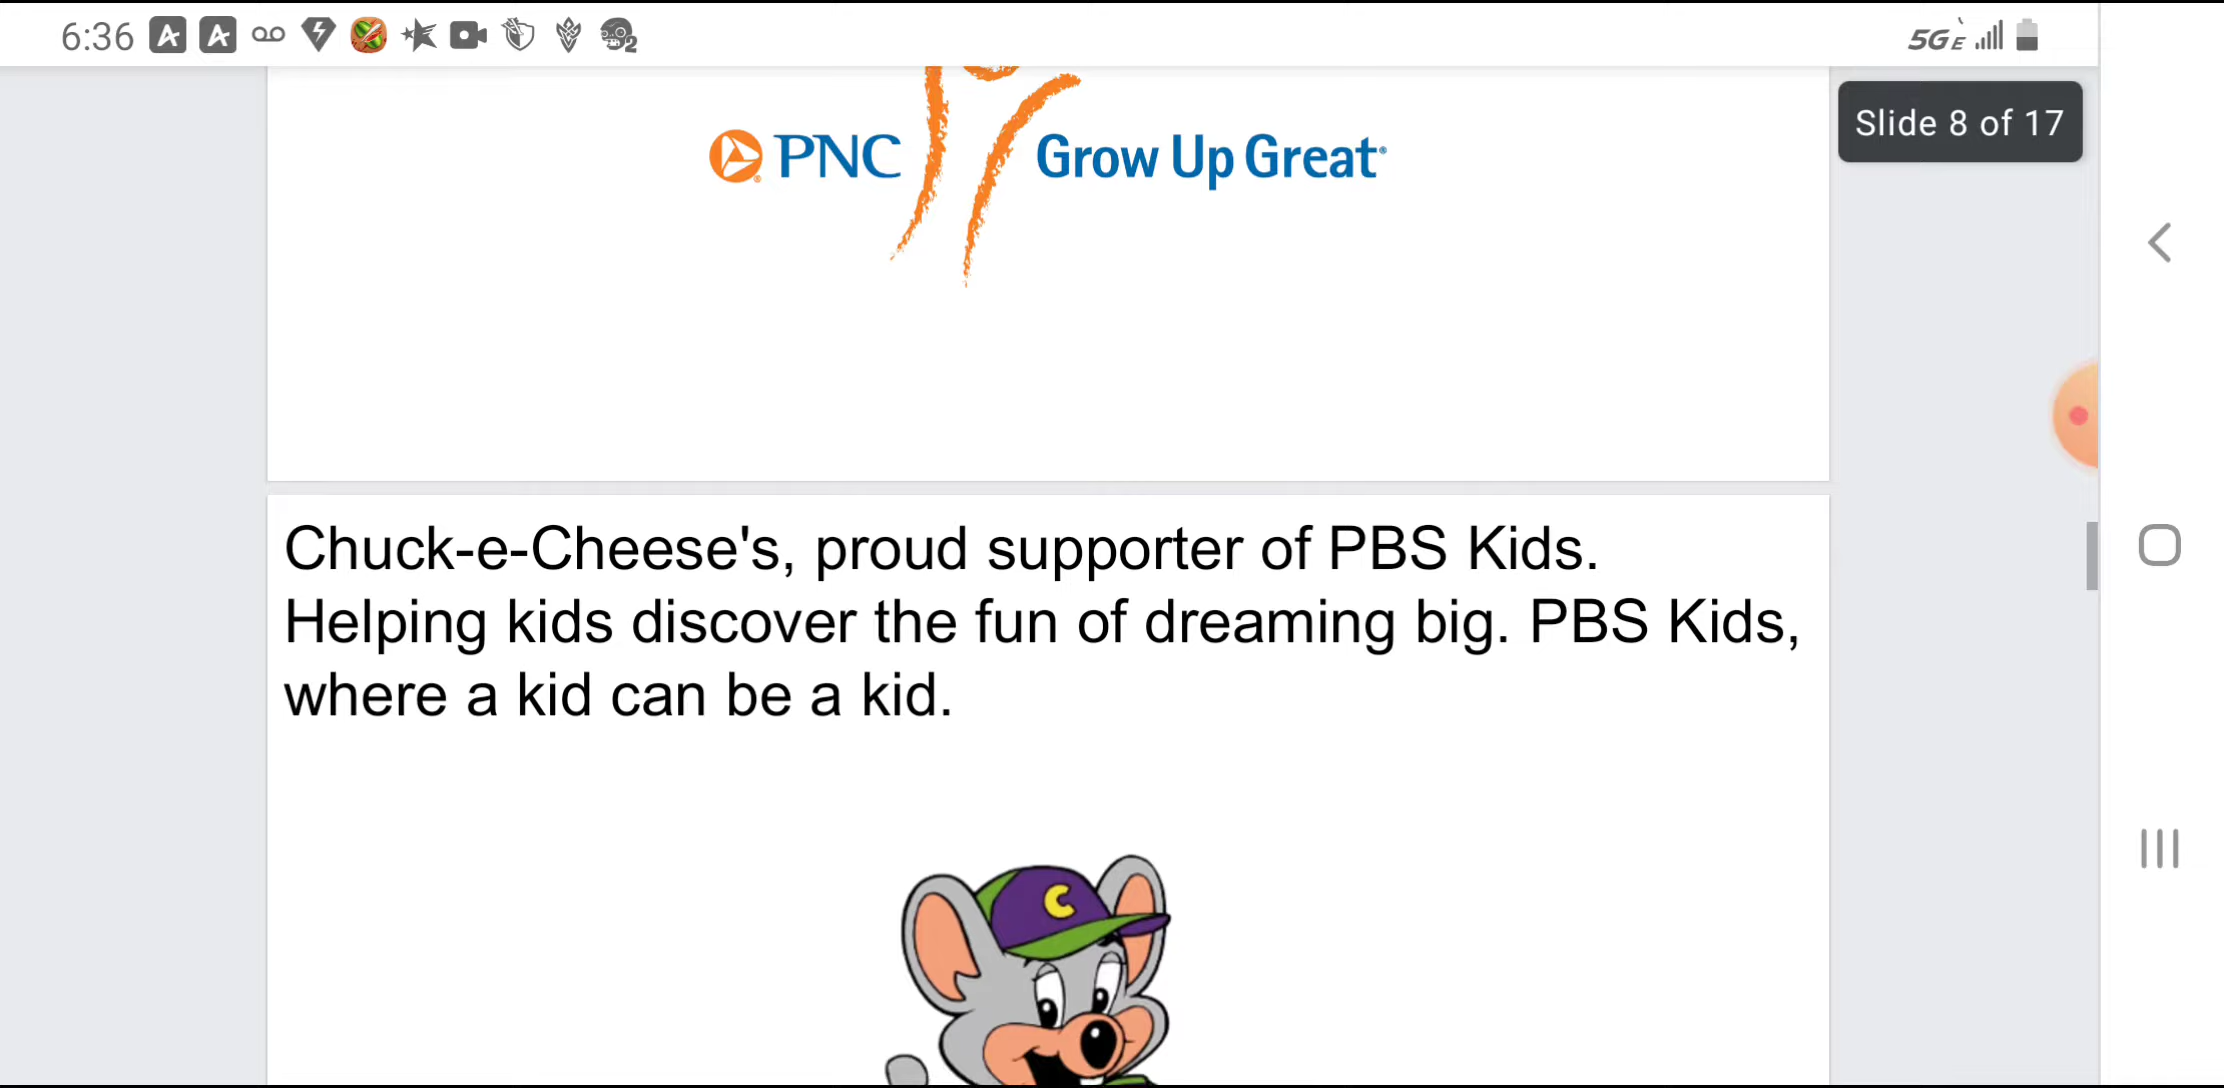 6:36
5GE
PNC Grow Up Great
Slide 8 of 17
Chuck-e-Cheese's, proud supporter of PBS Kids.
Helping kids discover the fun of dreaming big. PBS Kids,
where a kid can be a kid.
C